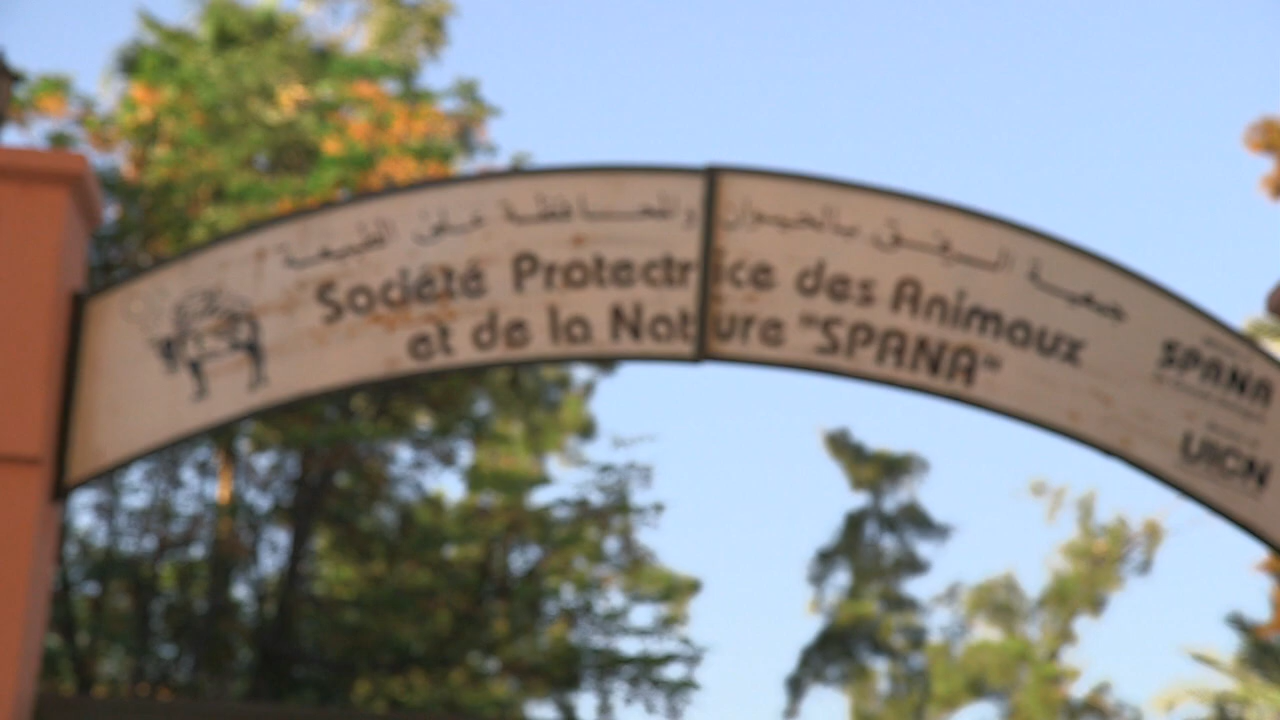 جمعية الرفق بالحيوان والمحافظة على الطبيعة
Société Protectrice des Animaux
et de la Nature "SPANA"
SPANA
UICN